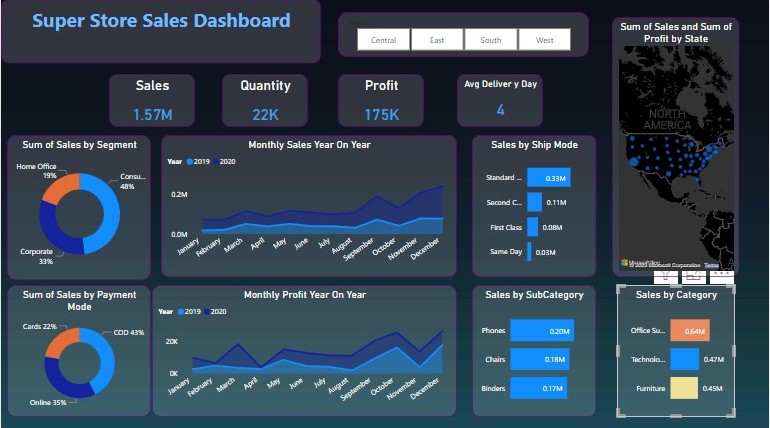 Super Store Sales Dashboard
Central
East
South
West
Sum of Sales and Sum of
Profit by State
Sales
1.57M
Quantity
22K
Profit
175K
Avg Deliver y Day
4
NORTH
AMERICA
© 2023 Microsoft Corporation Terms
Sum of Sales by Segment
Home Office
19%
Consu...
48%
Corporate
33%
Monthly Sales Year On Year
Year 2019 2020
0.2M
0.0M
January
February
March
April
May
June
July
August
September
October
November
December
Sales by Ship Mode
Standard ...
0.33M
Second C...
0.11M
First Class
0.08M
Same Day
0.03M
Sum of Sales by Payment
Mode
Cards 22%
COD 43%
Online 35%
Monthly Profit Year On Year
Year 2019 2020
20K
0K
January
February
March
April
May
June
July
August
September
October
November
December
Sales by SubCategory
Phones
0.20M
Chairs
0.18M
Binders
0.17M
Sales by Category
Office Su...
0.64M
Technolo...
0.47M
Furniture
0.45M